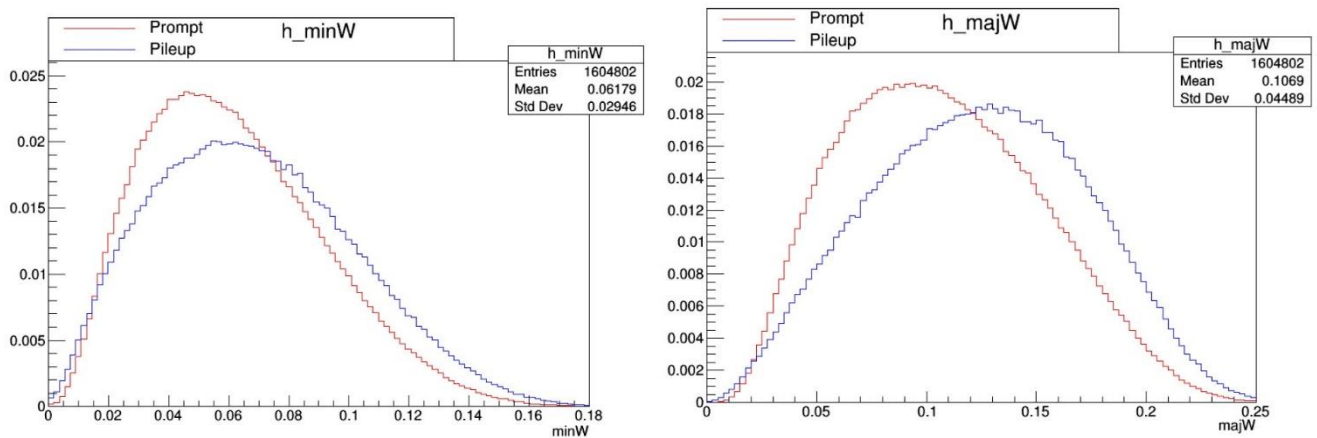 h_minW
Prompt
Pileup
h_minW
Entries 1604802
Mean 0.06179
Std Dev 0.02946
0.025
0.02
0.015
0.01
0.005
0
0 0.02 0.04 0.06 0.08 0.1 0.12 0.14 0.16 0.18
minW
h_majW
Prompt
Pileup
h_majW
Entries 1604802
Mean 0.1069
Std Dev 0.04489
0.02
0.018
0.016
0.014
0.012
0.01
0.008
0.006
0.004
0.002
0
0 0.05 0.1 0.15 0.2 0.25
majW